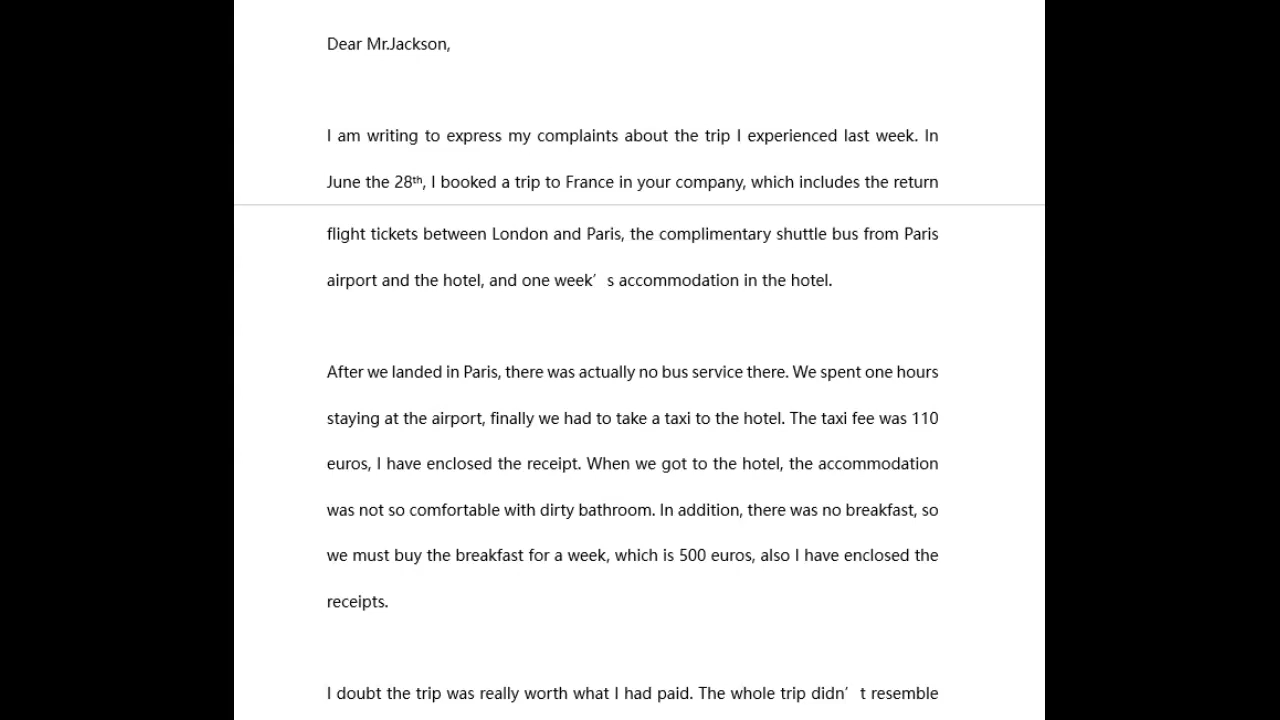 Dear Mr.Jackson,
I am writing to express my complaints about the trip I experienced last week. In
June the 28th, I booked a trip to France in your company, which includes the return
flight tickets between London and Paris, the complimentary shuttle bus from Paris
airport and the hotel, and one week’ s accommodation in the hotel.
After we landed in Paris, there was actually no bus service there. We spent one hours
staying at the airport, finally we had to take a taxi to the hotel. The taxi fee was 110
euros, I have enclosed the receipt. When we got to the hotel, the accommodation
was not so comfortable with dirty bathroom. In addition, there was no breakfast, so
we must buy the breakfast for a week, which is 500 euros, also I have enclosed the
receipts.
I doubt the trip was really worth what I had paid. The whole trip didn’ t resemble